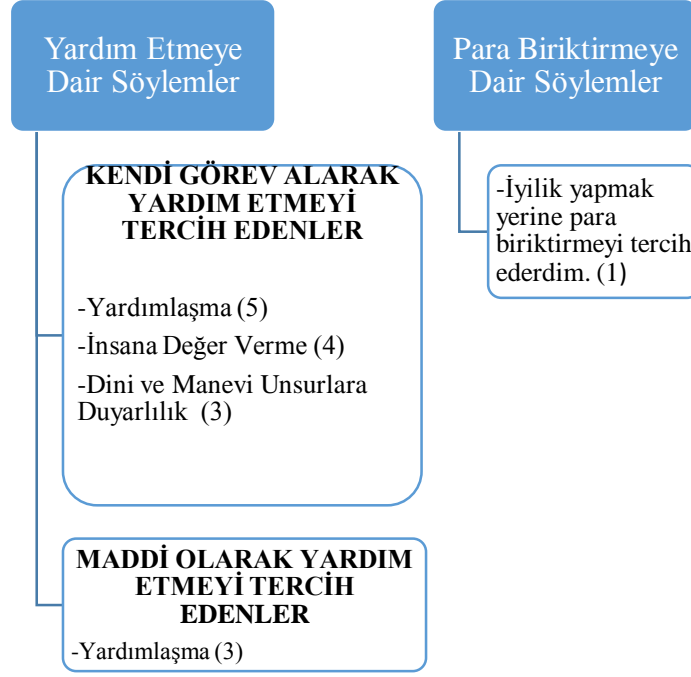 Yardım Etmeye
Dair Söylemler
KENDİ GÖREV ALARAK
YARDIM ETMEYİ
TERCİH EDENLER
-Yardımlaşma (5)
-İnsana Değer Verme (4)
-Dini ve Manevi Unsurlara
Duyarlılık (3)
MADDİ OLARAK YARDIM
ETMEYİ TERCİH
EDENLER
-Yardımlaşma (3)
Para Biriktirmeye
Dair Söylemler
-İyilik yapmak
yerine para
biriktirmeyi tercih
ederdim. (1)